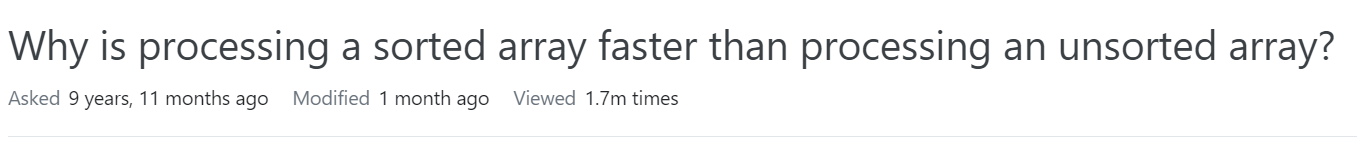 Why is processing a sorted array faster than processing an unsorted array?
Asked 9 years, 11 months ago Modified 1 month ago Viewed 1.7m times